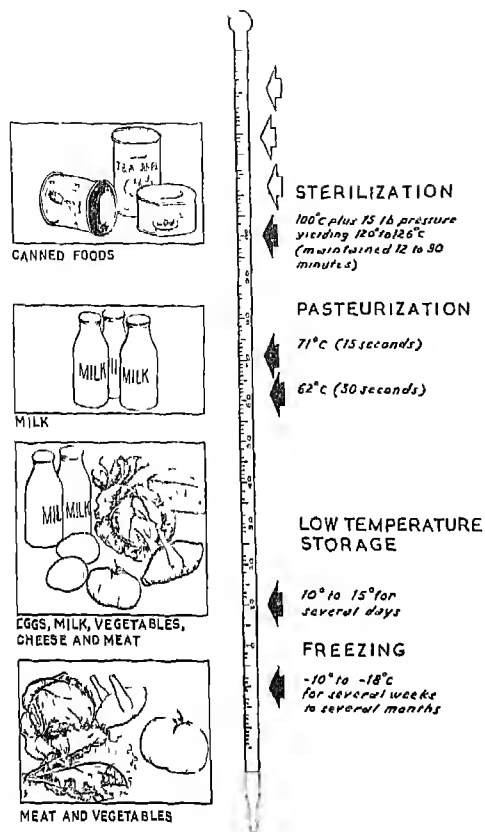 STERILIZATION
100°C plus 15 lb pressure
yielding 120° to 126°C
(maintained 12 to 90
minutes)
CANNED FOODS
PASTEURIZATION
71°C (15 seconds)
62°C (30 seconds)
MILK
MILK
MILK
MIL
MILK
LOW TEMPERATURE
STORAGE
10° to 15° for
several days
EGGS, MILK, VEGETABLES,
CHEESE AND MEAT
FREEZING
-10° to -18°C
for several weeks
to several months
MEAT AND VEGETABLES